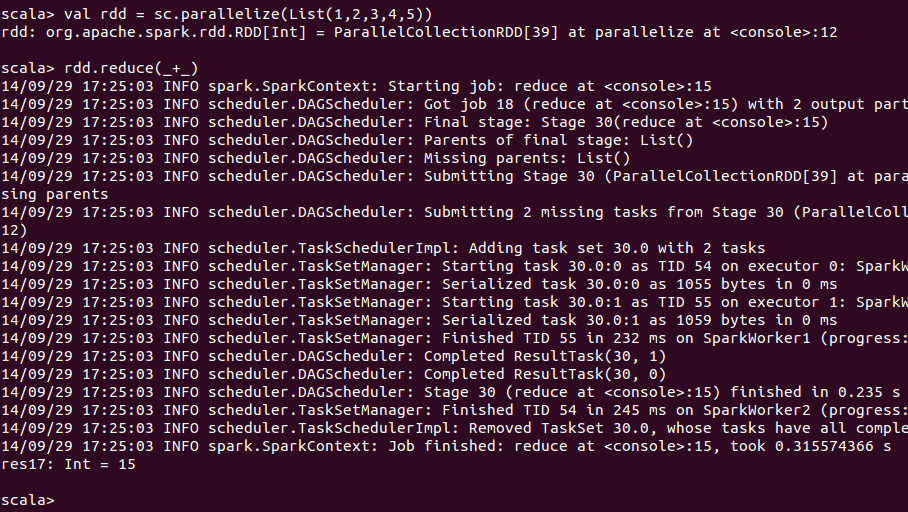 scala> val rdd = sc.parallelize(List(1,2,3,4,5))
rdd: org.apache.spark.rdd.RDD[Int] = ParallelCollectionRDD[39] at parallelize at <console>:12
scala> rdd.reduce(_+_)
14/09/29 17:25:03 INFO spark.SparkContext: Starting job: reduce at <console>:15
14/09/29 17:25:03 INFO scheduler.DAGScheduler: Got job 18 (reduce at <console>:15) with 2 output part
14/09/29 17:25:03 INFO scheduler.DAGScheduler: Final stage: Stage 30(reduce at <console>:15)
14/09/29 17:25:03 INFO scheduler.DAGScheduler: Parents of final stage: List()
14/09/29 17:25:03 INFO scheduler.DAGScheduler: Missing parents: List()
14/09/29 17:25:03 INFO scheduler.DAGScheduler: Submitting Stage 30 (ParallelCollectionRDD[39] at para
sing parents
14/09/29 17:25:03 INFO scheduler.DAGScheduler: Submitting 2 missing tasks from Stage 30 (ParallelColl
12)
14/09/29 17:25:03 INFO scheduler.TaskSchedulerImpl: Adding task set 30.0 with 2 tasks
14/09/29 17:25:03 INFO scheduler.TaskSetManager: Starting task 30.0:0 as TID 54 on executor 0: SparkW
14/09/29 17:25:03 INFO scheduler.TaskSetManager: Serialized task 30.0:0 as 1055 bytes in 0 ms
14/09/29 17:25:03 INFO scheduler.TaskSetManager: Starting task 30.0:1 as TID 55 on executor 1: SparkW
14/09/29 17:25:03 INFO scheduler.TaskSetManager: Serialized task 30.0:1 as 1059 bytes in 0 ms
14/09/29 17:25:03 INFO scheduler.TaskSetManager: Finished TID 55 in 232 ms on SparkWorker1 (progress:
14/09/29 17:25:03 INFO scheduler.DAGScheduler: Completed ResultTask(30, 1)
14/09/29 17:25:03 INFO scheduler.DAGScheduler: Completed ResultTask(30, 0)
14/09/29 17:25:03 INFO scheduler.DAGScheduler: Stage 30 (reduce at <console>:15) finished in 0.235 s
14/09/29 17:25:03 INFO scheduler.TaskSetManager: Finished TID 54 in 245 ms on SparkWorker2 (progress:
14/09/29 17:25:03 INFO scheduler.TaskSchedulerImpl: Removed TaskSet 30.0, whose tasks have all comple
14/09/29 17:25:03 INFO spark.SparkContext: Job finished: reduce at <console>:15, took 0.315574366 s
res17: Int = 15
scala>